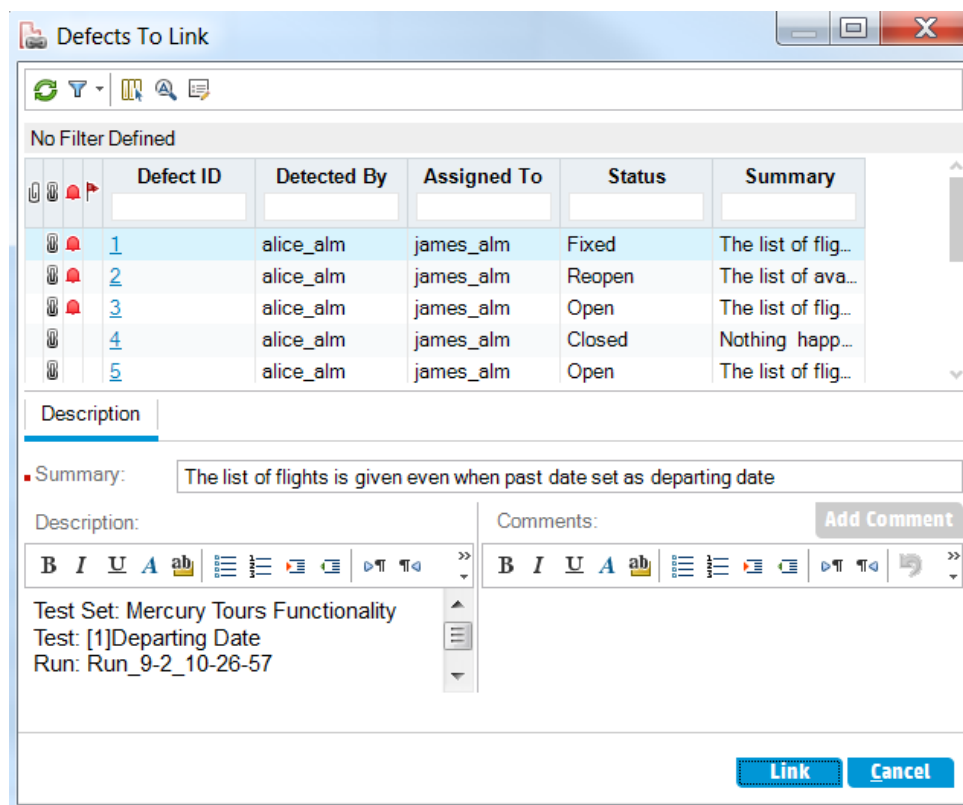 Defects To Link
No Filter Defined
Defect ID Detected By Assigned To Status Summary
1 alice_alm james_alm Fixed The list of flig...
2 alice_alm james_alm Reopen The list of ava...
3 alice_alm james_alm Open The list of flig...
4 alice_alm james_alm Closed Nothing happ...
5 alice_alm james_alm Open The list of flig...
Description
Summary: The list of flights is given even when past date set as departing date
Description: Comments: Add Comment
B I U A ab B I U A ab
Test Set: Mercury Tours Functionality
Test: [1]Departing Date
Run: Run_9-2_10-26-57
Link Cancel